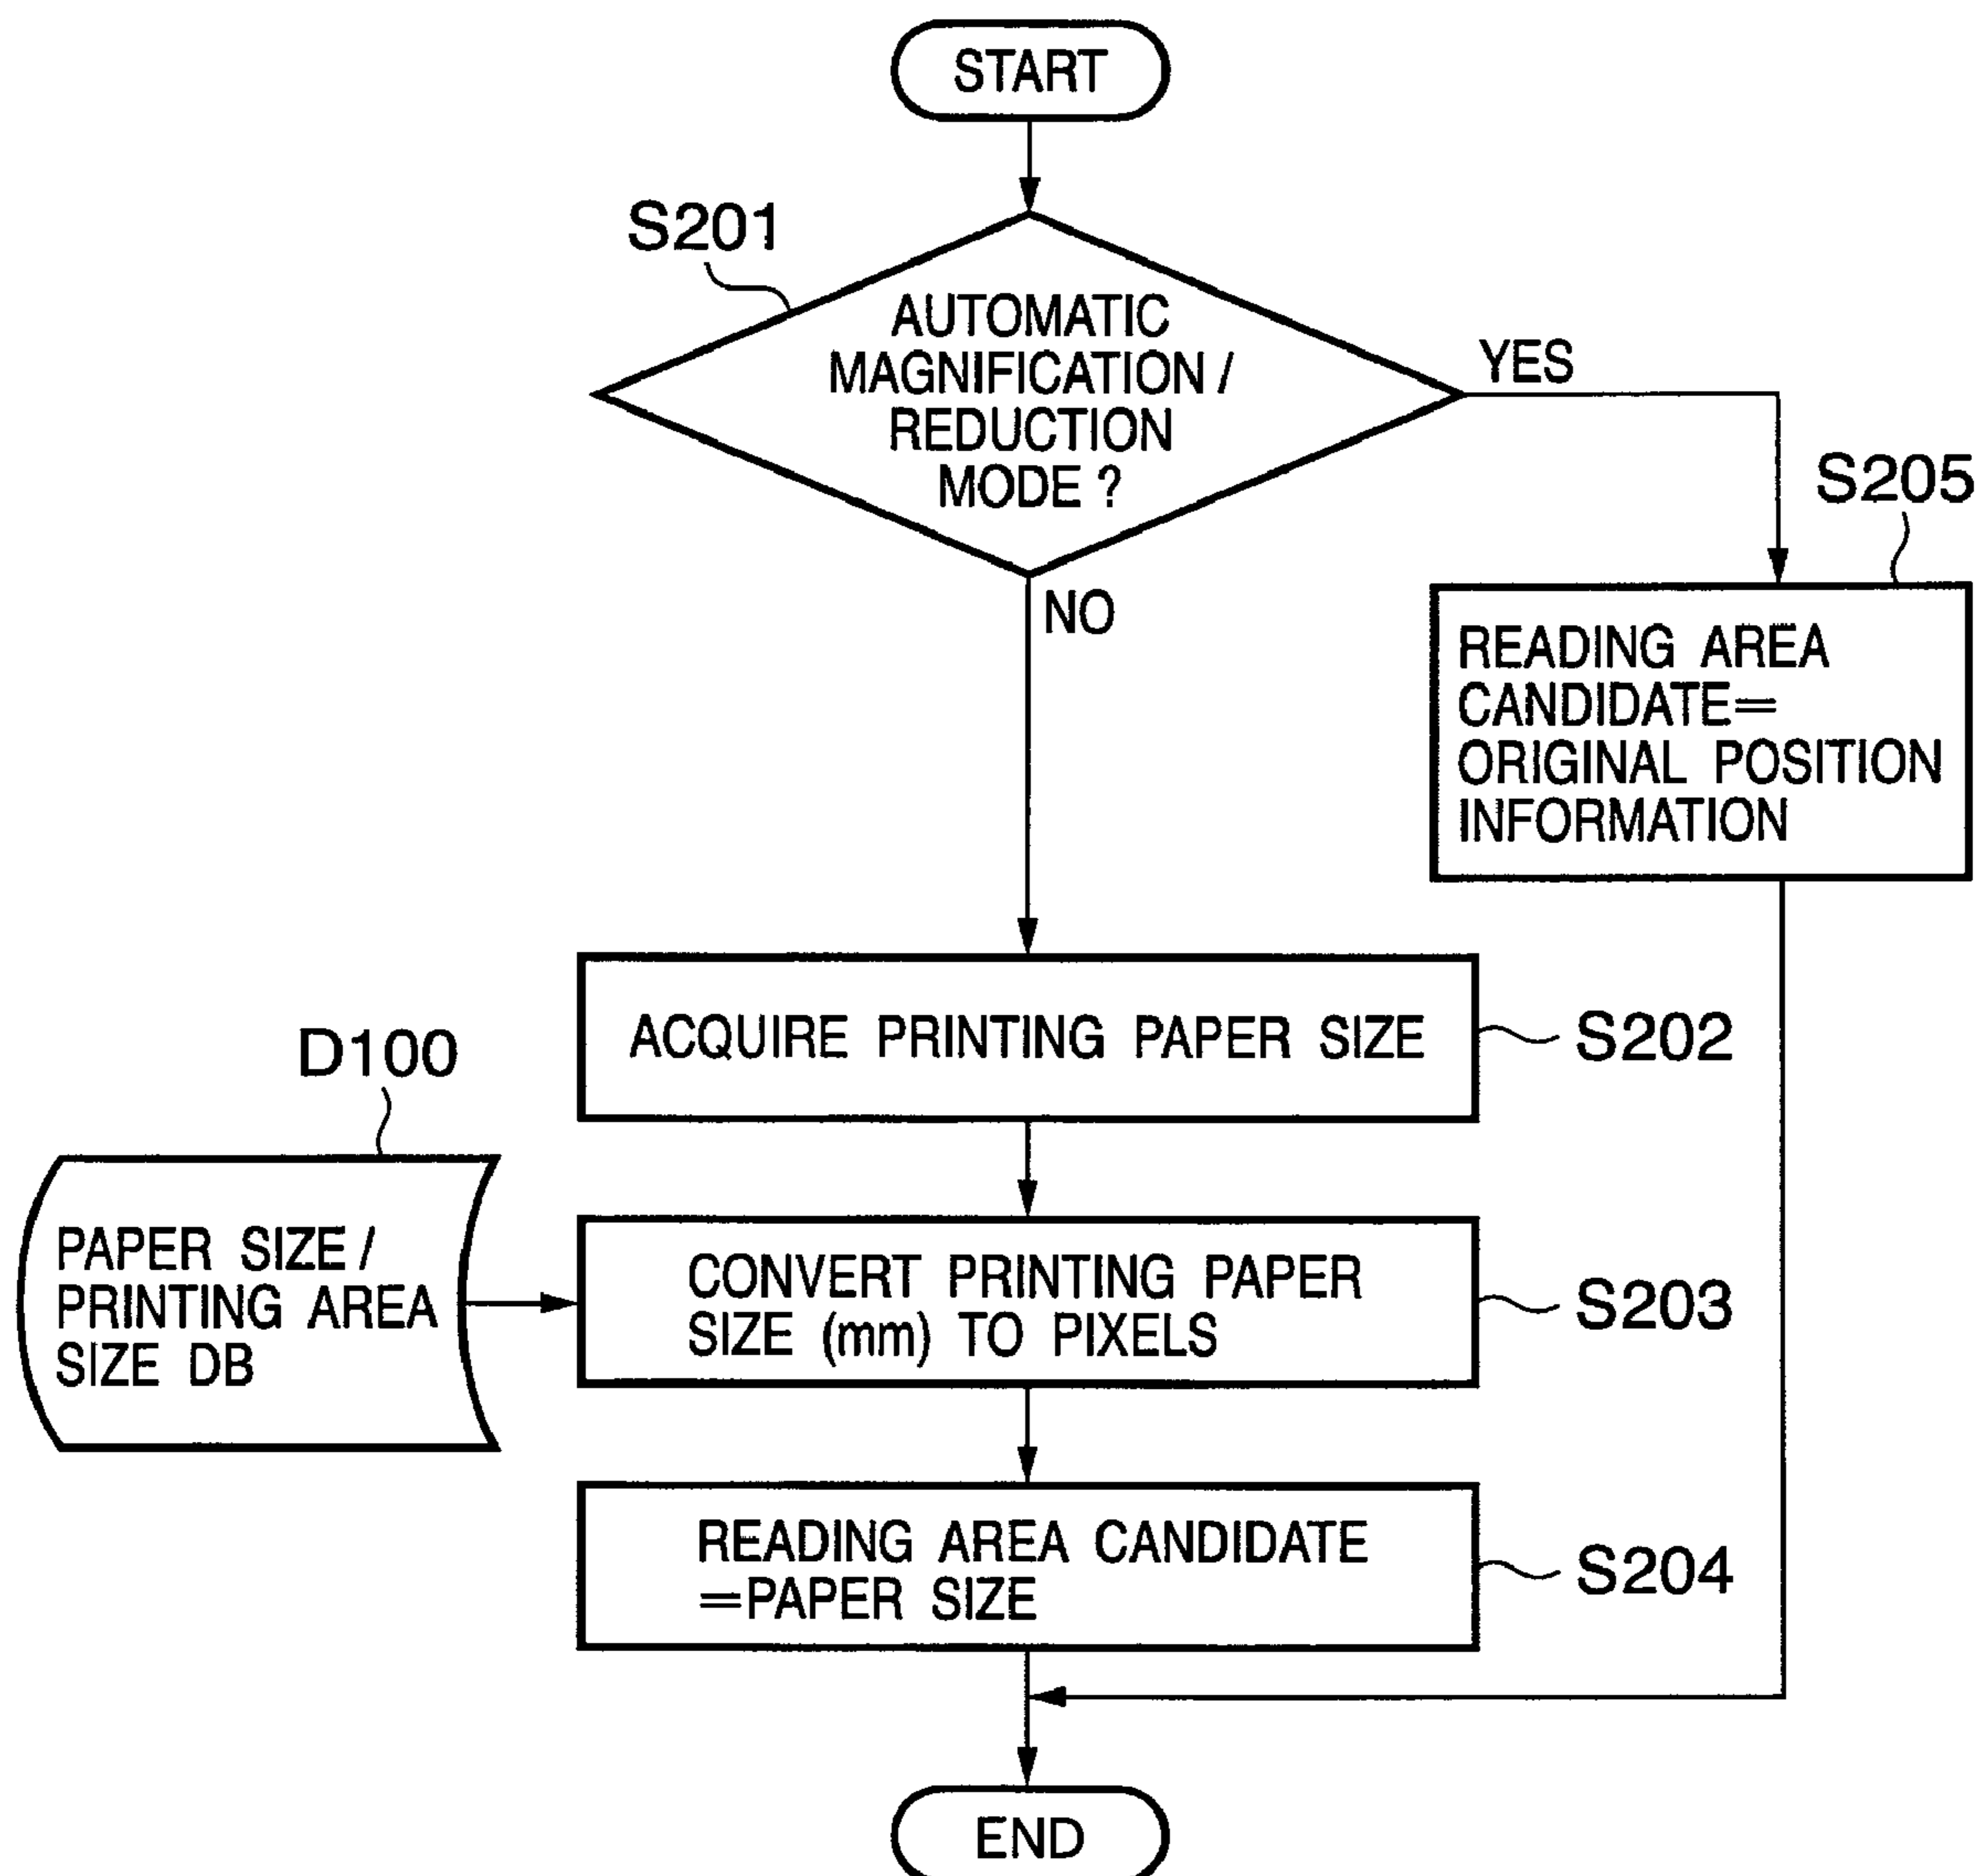 START
S201
AUTOMATIC
MAGNIFICATION /
REDUCTION
MODE ?
YES
NO
S205
READING AREA
CANDIDATE=
ORIGINAL POSITION
INFORMATION
ACQUIRE PRINTING PAPER SIZE
S202
D100
PAPER SIZE /
PRINTING AREA
SIZE DB
CONVERT PRINTING PAPER
SIZE (mm) TO PIXELS
S203
READING AREA CANDIDATE
=PAPER SIZE
S204
END